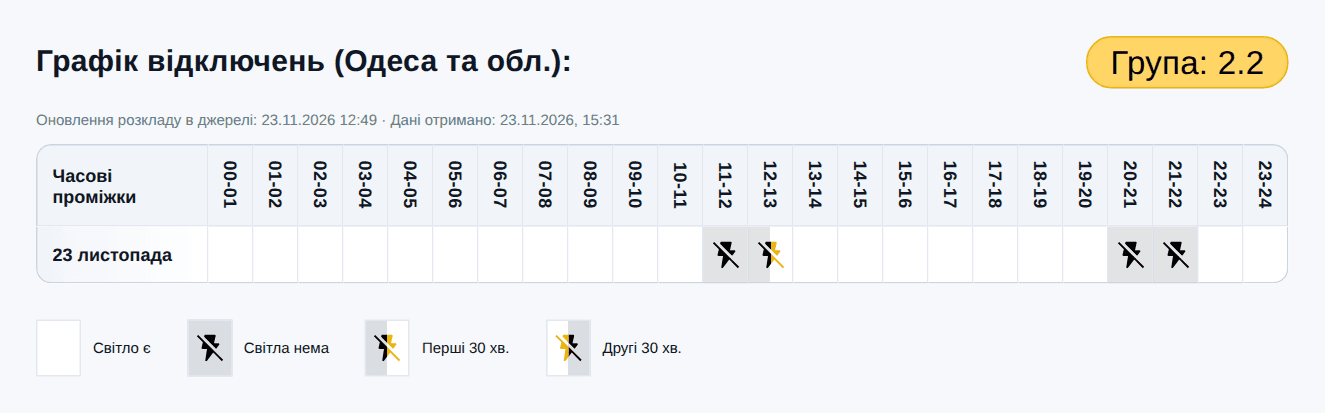 Графік відключень (Одеса та обл.):
Група: 2.2
Оновлення розкладу в джерелі: 23.11.2026 12:49 · Дані отримано: 23.11.2026, 15:31
Часові
проміжки
00-01
01-02
02-03
03-04
04-05
05-06
06-07
07-08
08-09
09-10
10-11
11-12
12-13
13-14
14-15
15-16
16-17
17-18
18-19
19-20
20-21
21-22
22-23
23-24
23 листопада
Світло є
Світла нема
Перші 30 хв.
Другі 30 хв.